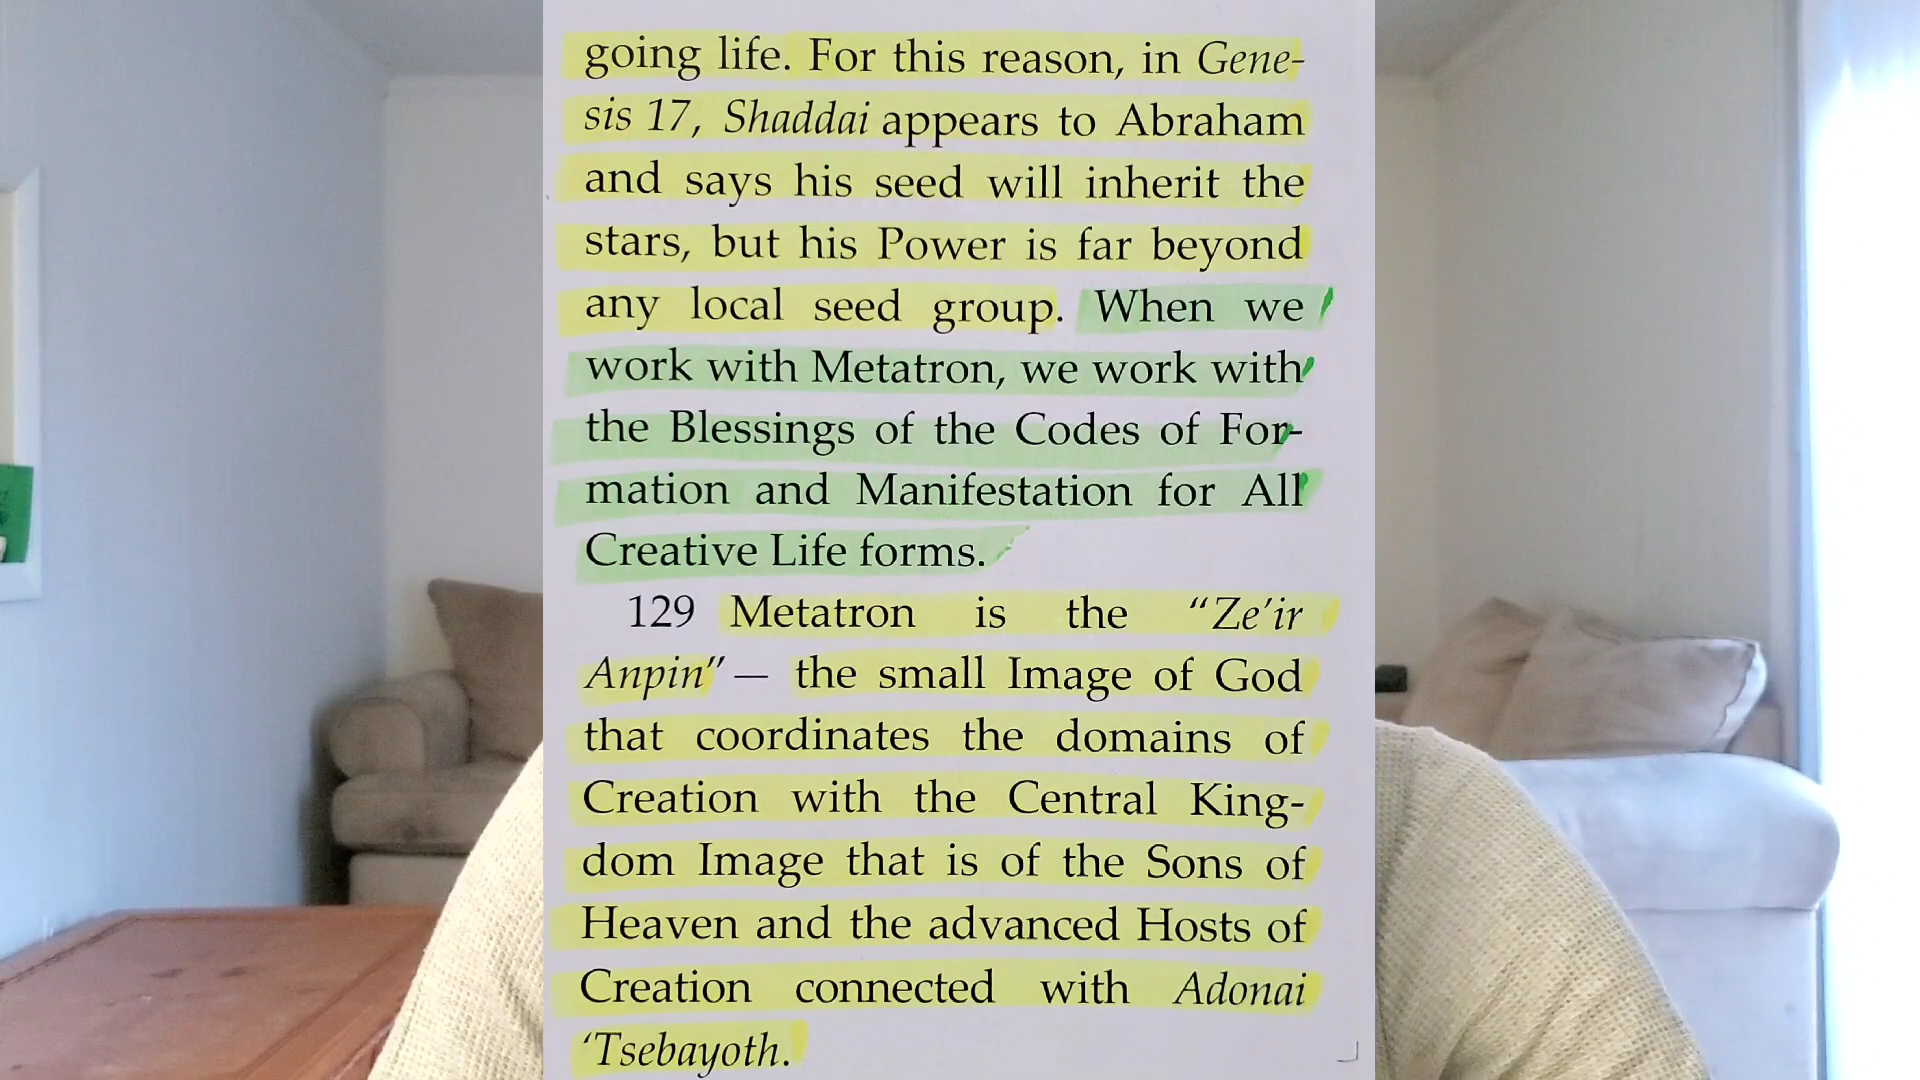 going life. For this reason, in Gene-
sis 17, Shaddai appears to Abraham
and says his seed will inherit the
stars, but his Power is far beyond
any local seed group. When we
work with Metatron, we work with
the Blessings of the Codes of For-
mation and Manifestation for All
Creative Life forms.
129 Metatron is the “Ze’ir
Anpin”— the small Image of God
that coordinates the domains of
Creation with the Central King-
dom Image that is of the Sons of
Heaven and the advanced Hosts of
Creation connected with Adonai
‘Tsebayoth.